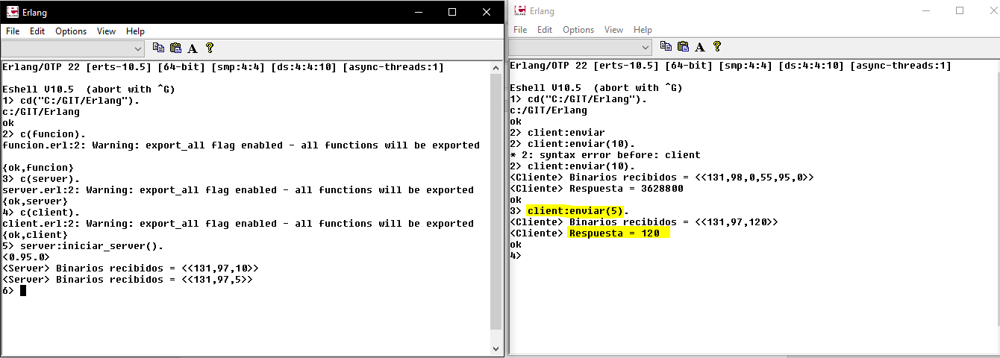 Erlang
File Edit Options View Help
Erlang/OTP 22 [erts-10.5] [64-bit] [smp:4:4] [ds:4:4:10] [async-threads:1]
Eshell V10.5  (abort with ^G)
1> cd("C:/GIT/Erlang").
c:/GIT/Erlang
ok
2> c(funcion).
funcion.erl:2: Warning: export_all flag enabled - all functions will be exported
{ok,funcion}
3> c(server).
server.erl:2: Warning: export_all flag enabled - all functions will be exported
{ok,server}
4> c(client).
client.erl:2: Warning: export_all flag enabled - all functions will be exported
{ok,client}
5> server:iniciar_server().
<0.95.0>
<Server> Binarios recibidos = <<131,97,10>>
<Server> Binarios recibidos = <<131,97,5>>
6>
Erlang
File Edit Options View Help
Erlang/OTP 22 [erts-10.5] [64-bit] [smp:4:4] [ds:4:4:10] [async-threads:1]
Eshell V10.5  (abort with ^G)
1> cd("C:/GIT/Erlang").
c:/GIT/Erlang
ok
2> client:enviar
2> client:enviar(10).
* 2: syntax error before: client
2> client:enviar(10).
<Cliente> Binarios recibidos = <<131,98,0,55,95,0>>
<Cliente> Respuesta = 3628800
ok
3> client:enviar(5).
<Cliente> Binarios recibidos = <<131,97,120>>
<Cliente> Respuesta = 120
ok
4>